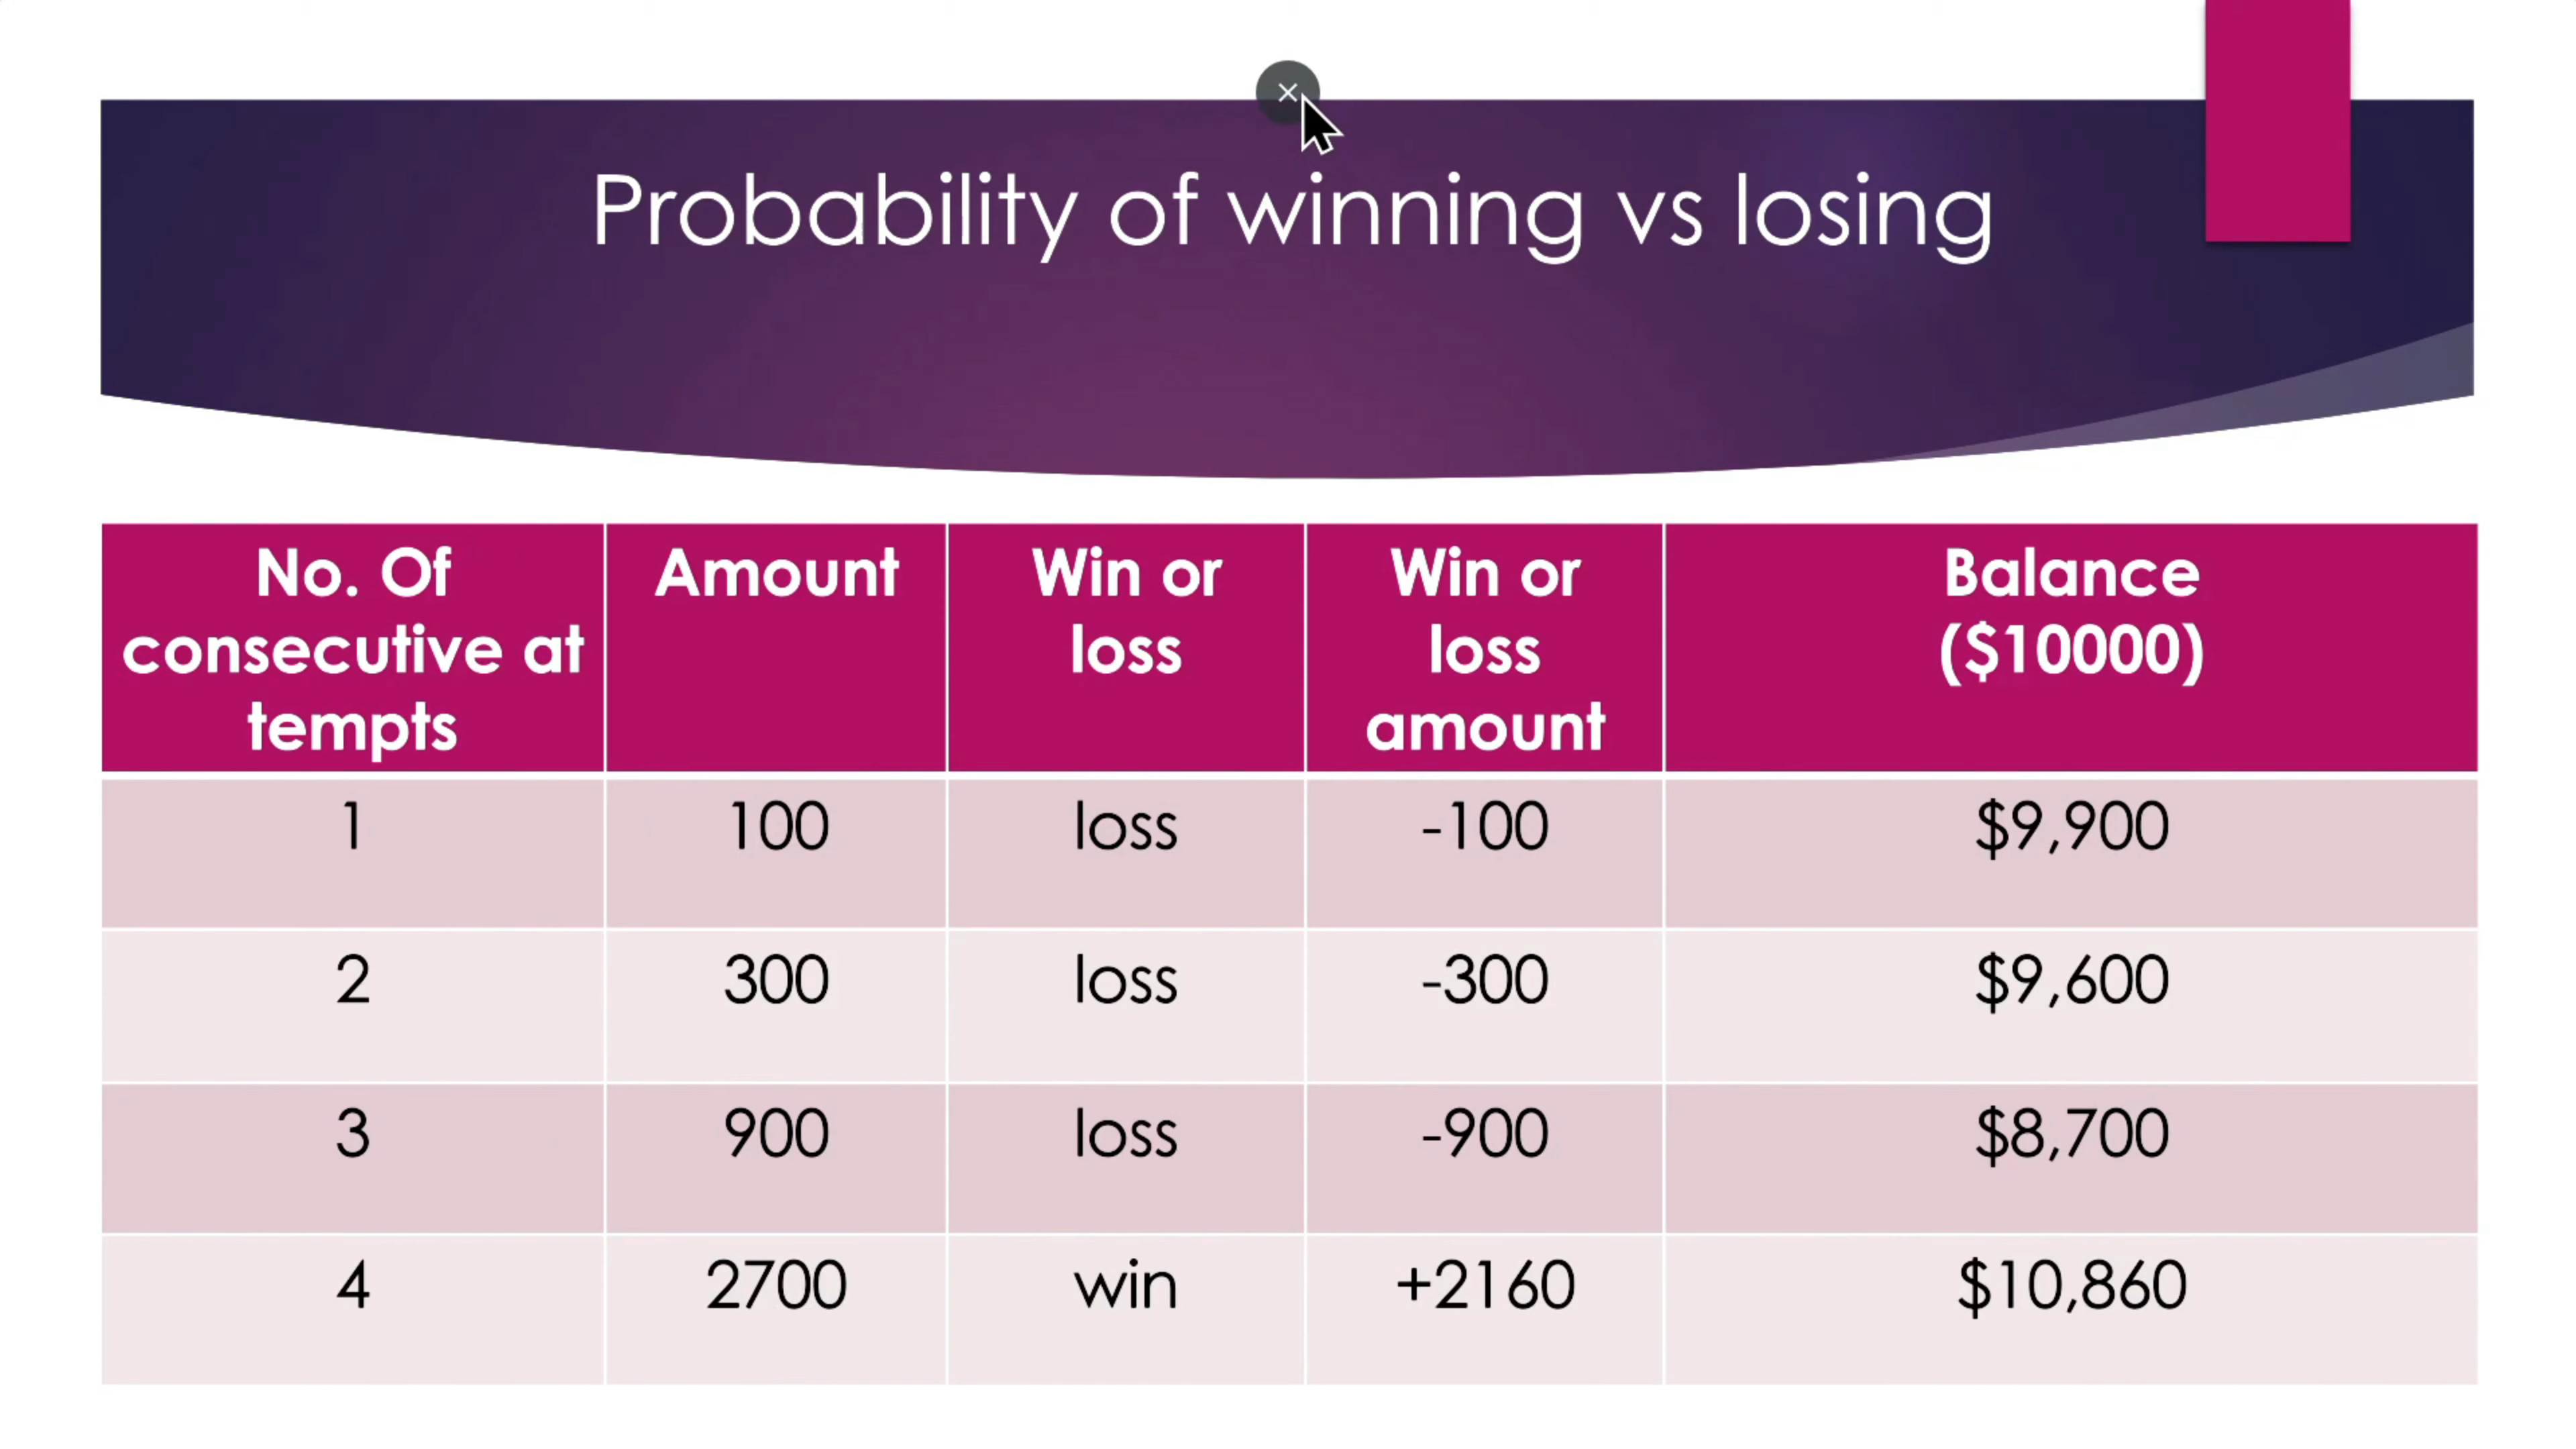 Probability of winning vs losing
No. Of
consecutive at
tempts
Amount
Win or
loss
Win or
loss
amount
Balance
($10000)
1
100
loss
-100
$9,900
2
300
loss
-300
$9,600
3
900
loss
-900
$8,700
4
2700
win
+2160
$10,860